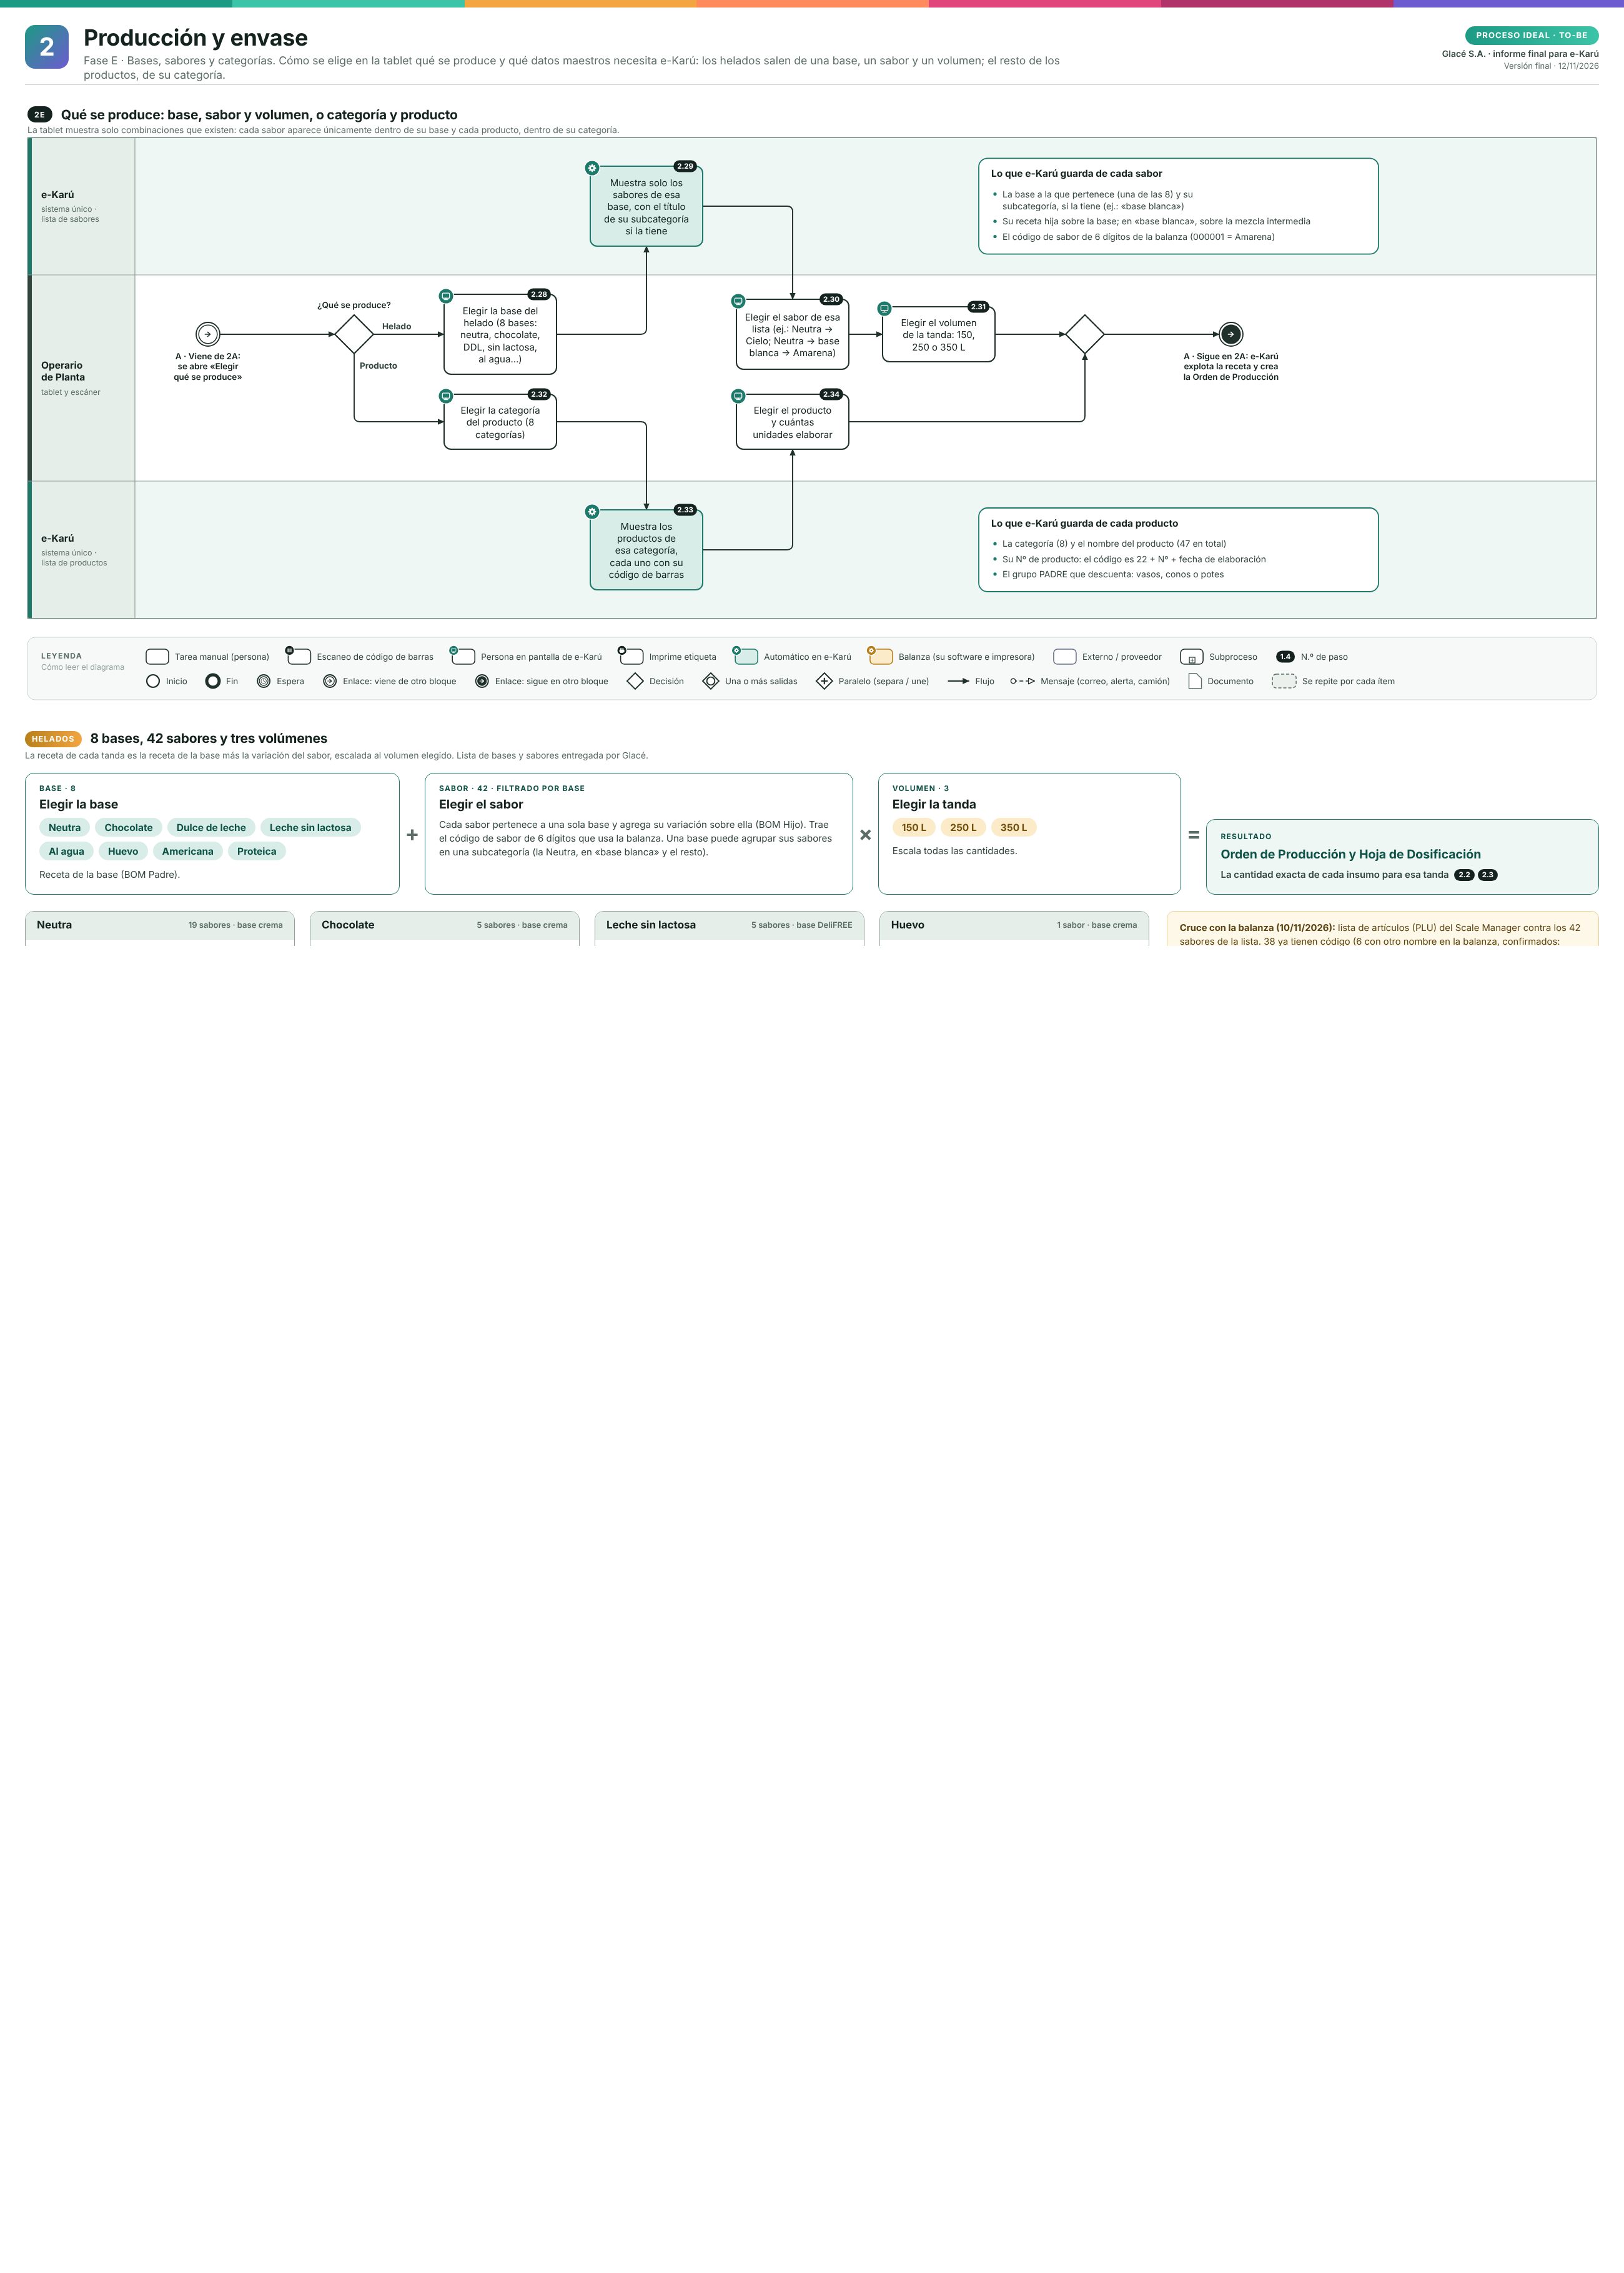 2
Producción y envase
Fase E · Bases, sabores y categorías. Cómo se elige en la tablet qué se produce y qué datos maestros necesita e-Karú: los helados salen de una base, un sabor y un volumen; el resto de los
productos, de su categoría.
PROCESO IDEAL · TO-BE
Glacé S.A. · informe final para e-Karú
Versión final · 12/11/2026
2E
Qué se produce: base, sabor y volumen, o categoría y producto
La tablet muestra solo combinaciones que existen: cada sabor aparece únicamente dentro de su base y cada producto, dentro de su categoría.
e-Karú
sistema único ·
lista de sabores
2.29
Muestra solo los
sabores de esa
base, con el título
de su subcategoría
si la tiene
Lo que e-Karú guarda de cada sabor
La base a la que pertenece (una de las 8) y su
subcategoría, si la tiene (ej.: «base blanca»)
Su receta hija sobre la base; en «base blanca», sobre la mezcla intermedia
El código de sabor de 6 dígitos de la balanza (000001 = Amarena)
Operario
de Planta
tablet y escáner
A · Viene de 2A:
se abre «Elegir
qué se produce»
¿Qué se produce?
Helado
Producto
2.28
Elegir la base del
helado (8 bases:
neutra, chocolate,
DDL, sin lactosa,
al agua…)
2.30
Elegir el sabor de esa
lista (ej.: Neutra →
Cielo; Neutra → base
blanca → Amarena)
2.31
Elegir el volumen
de la tanda: 150,
250 o 350 L
A · Sigue en 2A: e-Karú
explota la receta y crea
la Orden de Producción
2.32
Elegir la categoría
del producto (8
categorías)
2.34
Elegir el producto
y cuántas
unidades elaborar
e-Karú
sistema único ·
lista de productos
2.33
Muestra los
productos de
esa categoría,
cada uno con su
código de barras
Lo que e-Karú guarda de cada producto
La categoría (8) y el nombre del producto (47 en total)
Su Nº de producto: el código es 22 + Nº + fecha de elaboración
El grupo PADRE que descuenta: vasos, conos o potes
LEYENDA
Cómo leer el diagrama
Tarea manual (persona)
Escaneo de código de barras
Persona en pantalla de e-Karú
Imprime etiqueta
Automático en e-Karú
Balanza (su software e impresora)
Externo / proveedor
Subproceso
1.4
N.º de paso
Inicio
Fin
Espera
Enlace: viene de otro bloque
Enlace: sigue en otro bloque
Decisión
Una o más salidas
Paralelo (separa / une)
Flujo
Mensaje (correo, alerta, camión)
Documento
Se repite por cada ítem
HELADOS
8 bases, 42 sabores y tres volúmenes
La receta de cada tanda es la receta de la base más la variación del sabor, escalada al volumen elegido. Lista de bases y sabores entregada por Glacé.
BASE · 8
Elegir la base
Neutra
Chocolate
Dulce de leche
Leche sin lactosa
Al agua
Huevo
Americana
Proteica
Receta de la base (BOM Padre).
+
SABOR · 42 · FILTRADO POR BASE
Elegir el sabor
Cada sabor pertenece a una sola base y agrega su variación sobre ella (BOM Hijo). Trae
el código de sabor de 6 dígitos que usa la balanza. Una base puede agrupar sus sabores
en una subcategoría (la Neutra, en «base blanca» y el resto).
×
VOLUMEN · 3
Elegir la tanda
150 L
250 L
350 L
Escala todas las cantidades.
=
RESULTADO
Orden de Producción y Hoja de Dosificación
La cantidad exacta de cada insumo para esa tanda 2.2 2.3
Neutra
19 sabores · base crema
Chocolate
5 sabores · base crema
Leche sin lactosa
5 sabores · base DeliFREE
Huevo
1 sabor · base crema
Cruce con la balanza (10/11/2026): lista de artículos (PLU) del Scale Manager contra los 42
sabores de la lista. 38 ya tienen código (6 con otro nombre en la balanza, confirmados: